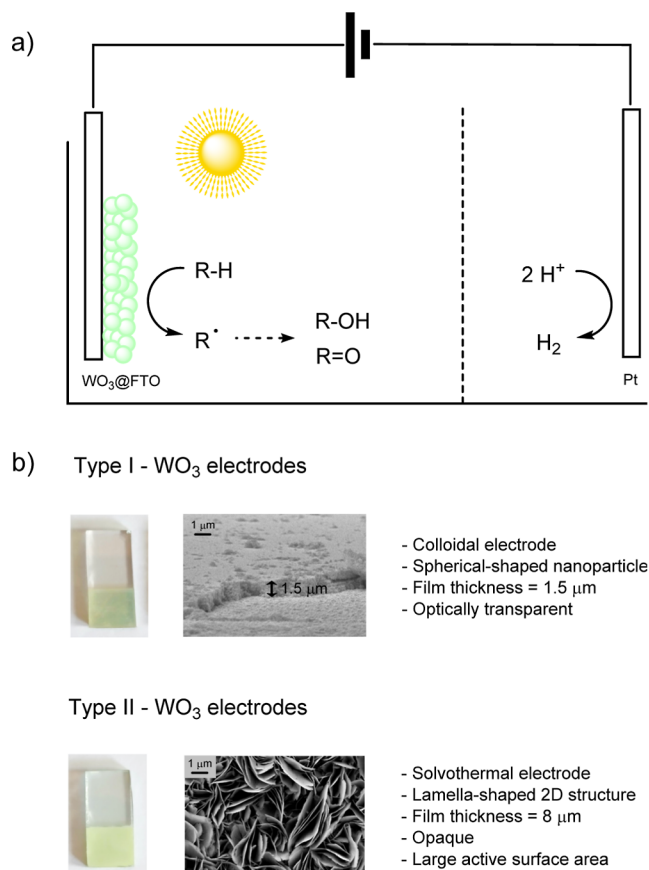 a)
R-H
2 H⁺
R-OH
R˙
R=O
H₂
WO₃@FTO
Pt
b)
Type I - WO₃ electrodes
1 μm
1.5 μm
- Colloidal electrode
- Spherical-shaped nanoparticle
- Film thickness = 1.5 μm
- Optically transparent
Type II - WO₃ electrodes
1 μm
- Solvothermal electrode
- Lamella-shaped 2D structure
- Film thickness = 8 μm
- Opaque
- Large active surface area